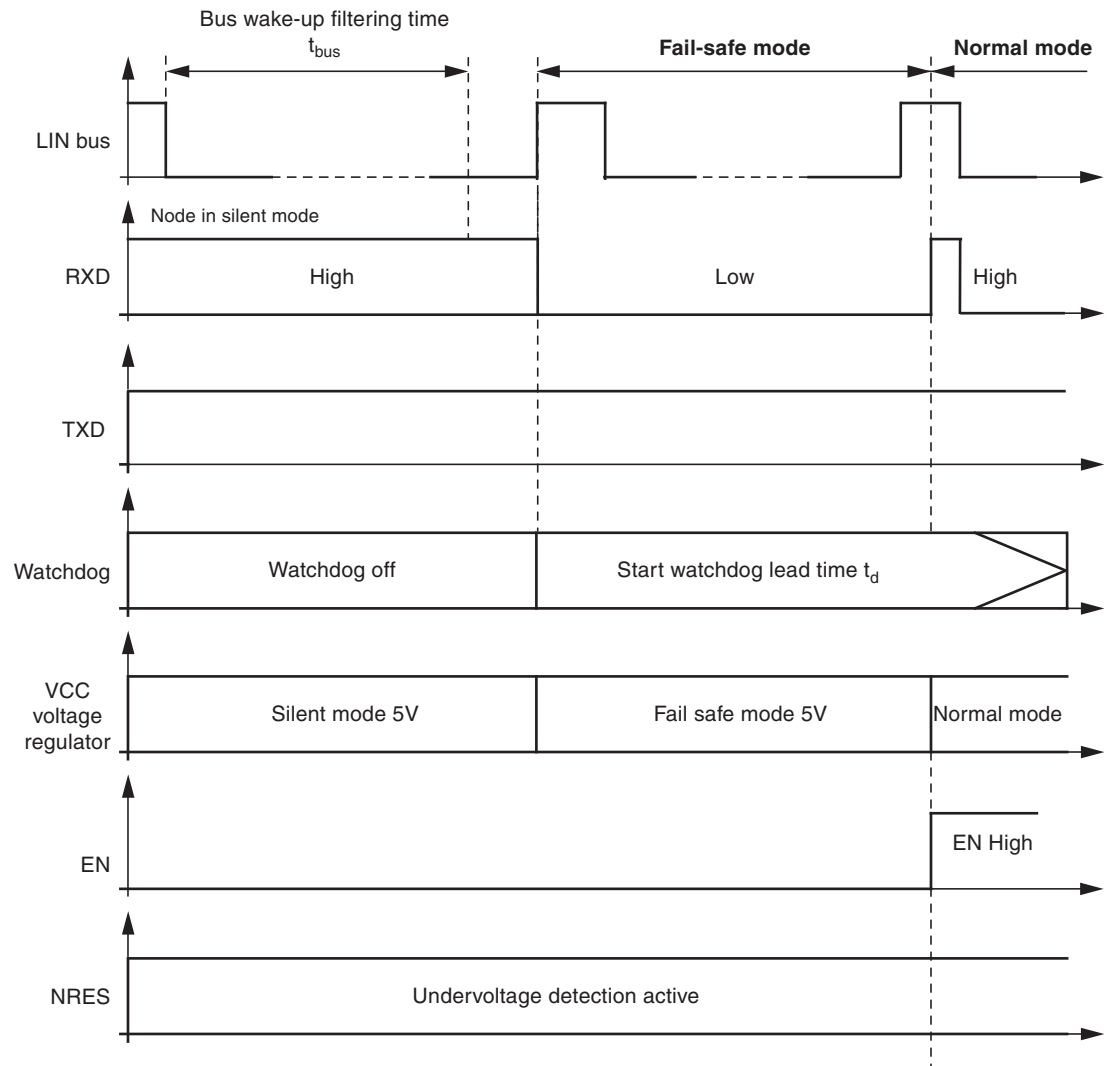 Bus wake-up filtering time
tbus
Fail-safe mode
Normal mode
LIN bus
Node in silent mode
RXD
High
Low
High
TXD
Watchdog
Watchdog off
Start watchdog lead time td
VCC
voltage
regulator
Silent mode 5V
Fail safe mode 5V
Normal mode
EN
EN High
NRES
Undervoltage detection active